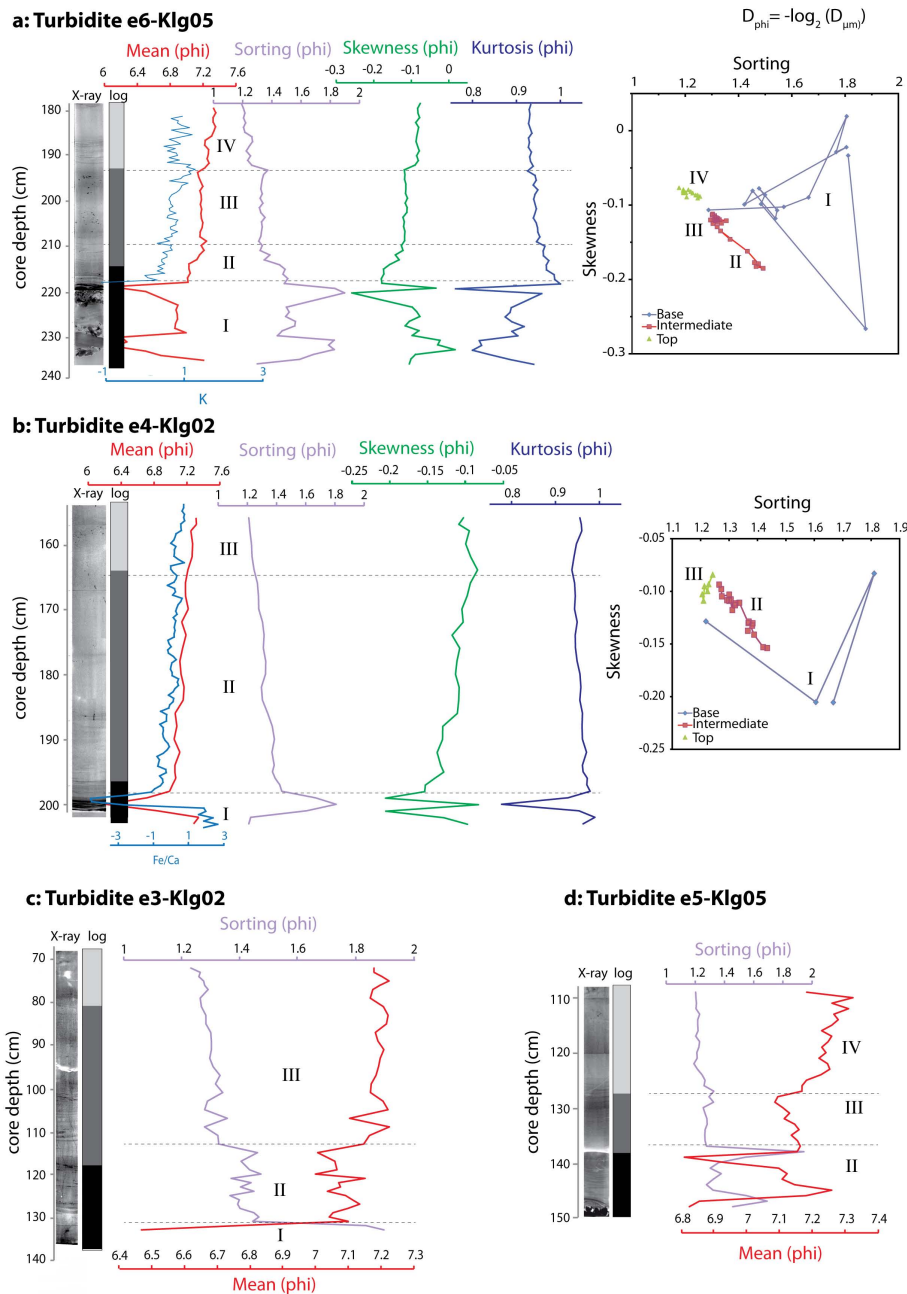 a: Turbidite e6-Klg05
D_phi = -log_2 (D_μm)
Mean (phi) Sorting (phi) Skewness (phi) Kurtosis (phi)
6 6.4 6.8 7.2 7.6
-0.3 -0.2 -0.1 0
X-ray log
1 1.2 1.4 1.6 1.8 2
0.8 0.9 1
core depth (cm)
180
190
200
210
220
230
240
IV
III
II
I
-1 1 3
K
Sorting
1 1.2 1.4 1.6 1.8 2
Skewness
0
-0.1
-0.2
-0.3
IV
III
II
I
Base
Intermediate
Top
b: Turbidite e4-Klg02
Mean (phi) Sorting (phi) Skewness (phi) Kurtosis (phi)
6 6.4 6.8 7.2 7.6
-0.25 -0.2 -0.15 -0.1 -0.05
X-ray log
1 1.2 1.4 1.6 1.8 2
0.8 0.9 1
core depth (cm)
160
170
180
190
200
III
II
I
-3 -1 1 3
Fe/Ca
Sorting
1.1 1.2 1.3 1.4 1.5 1.6 1.7 1.8 1.9
Skewness
-0.05
-0.10
-0.15
-0.20
-0.25
III
II
I
Base
Intermediate
Top
c: Turbidite e3-Klg02
Sorting (phi)
X-ray log
1 1.2 1.4 1.6 1.8 2
core depth (cm)
70
80
90
100
110
120
130
140
III
II
I
6.4 6.5 6.6 6.7 6.8 6.9 7 7.1 7.2 7.3
Mean (phi)
d: Turbidite e5-Klg05
Sorting (phi)
X-ray log
1 1.2 1.4 1.6 1.8 2
core depth (cm)
110
120
130
140
150
IV
III
II
6.8 6.9 7 7.1 7.2 7.3 7.4
Mean (phi)